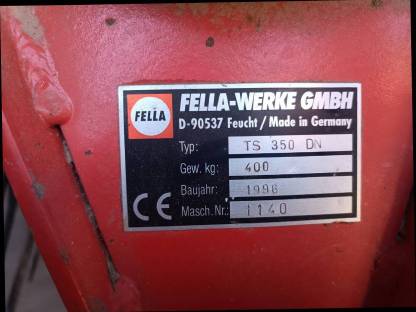 FELLA
FELLA-WERKE GMBH
D-90537 Feucht / Made in Germany
Typ: TS 350 DN
Gew. kg: 400
Baujahr: 1996
Masch.Nr.: 1140
CE